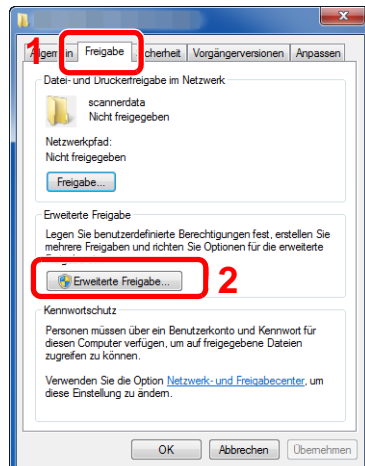 1
Allgemein Freigabe Sicherheit Vorgängerversionen Anpassen
Datei- und Druckerfreigabe im Netzwerk
scannerdata
Nicht freigegeben
Netzwerkpfad:
Nicht freigegeben
Freigabe...
Erweiterte Freigabe
Legen Sie benutzerdefinierte Berechtigungen fest, erstellen Sie
mehrere Freigaben und richten Sie Optionen für die erweiterte
Erweiterte Freigabe...
2
Kennwortschutz
Personen müssen über ein Benutzerkonto und Kennwort für
diesen Computer verfügen, um auf freigegebene Dateien
zugreifen zu können.
Verwenden Sie die Option Netzwerk- und Freigabecenter, um
diese Einstellung zu ändern.
OK Abbrechen Übernehmen